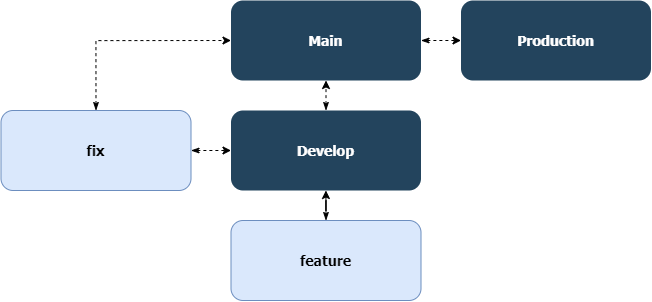 Main
Production
fix
Develop
feature